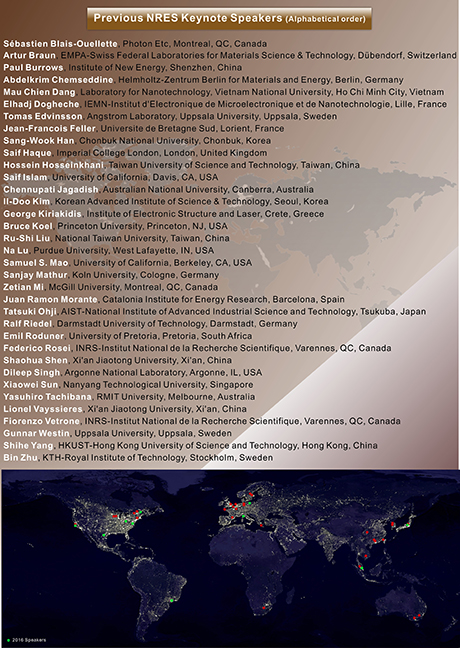 Previous NRES Keynote Speakers (Alphabetical order)
Sébastien Blais-Ouellette, Photon Etc, Montreal, QC, Canada
Artur Braun, EMPA-Swiss Federal Laboratories for Materials Science & Technology, Dübendorf, Switzerland
Paul Burrows, Institute of New Energy, Shenzhen, China
Abdelkrim Chemseddine, Helmholtz-Zentrum Berlin for Materials and Energy, Berlin, Germany
Mau Chien Dang, Laboratory for Nanotechnology, Vietnam National University, Ho Chi Minh City, Vietnam
Elhadj Dogheche, IEMN-Institut d'Electronique de Microelectronique et de Nanotechnologie, Lille, France
Tomas Edvinsson, Angstrom Laboratory, Uppsala University, Uppsala, Sweden
Jean-Francois Feller, Universite de Bretagne Sud, Lorient, France
Sang-Wook Han, Chonbuk National University, Chonbuk, Korea
Saif Haque, Imperial College London, London, United Kingdom
Hossein Hosseinkhani, Taiwan University of Science and Technology, Taiwan, China
Saif Islam, University of California, Davis, CA, USA
Chennupati Jagadish, Australian National University, Canberra, Australia
Il-Doo Kim, Korean Advanced Institute of Science & Technology, Seoul, Korea
George Kiriakidis, Institute of Electronic Structure and Laser, Crete, Greece
Bruce Koel, Princeton University, Princeton, NJ, USA
Ru-Shi Liu, National Taiwan University, Taiwan, China
Na Lu, Purdue University, West Lafayette, IN, USA
Samuel S. Mao, University of California, Berkeley, CA, USA
Sanjay Mathur, Koln University, Cologne, Germany
Zetian Mi, McGill University, Montreal, QC, Canada
Juan Ramon Morante, Catalonia Institute for Energy Research, Barcelona, Spain
Tatsuki Ohji, AIST-National Institute of Advanced Industrial Science and Technology, Tsukuba, Japan
Ralf Riedel, Darmstadt University of Technology, Darmstadt, Germany
Emil Roduner, University of Pretoria, Pretoria, South Africa
Federico Rosei, INRS-Institut National de la Recherche Scientifique, Varennes, QC, Canada
Shaohua Shen, Xi'an Jiaotong University, Xi'an, China
Dileep Singh, Argonne National Laboratory, Argonne, IL, USA
Xiaowei Sun, Nanyang Technological University, Singapore
Yasuhiro Tachibana, RMIT University, Melbourne, Australia
Lionel Vayssieres, Xi'an Jiaotong University, Xi'an, China
Fiorenzo Vetrone, INRS-Institut National de la Recherche Scientifique, Varennes, QC, Canada
Gunnar Westin, Uppsala University, Uppsala, Sweden
Shihe Yang, HKUST-Hong Kong University of Science and Technology, Hong Kong, China
Bin Zhu, KTH-Royal Institute of Technology, Stockholm, Sweden
2016 Speakers